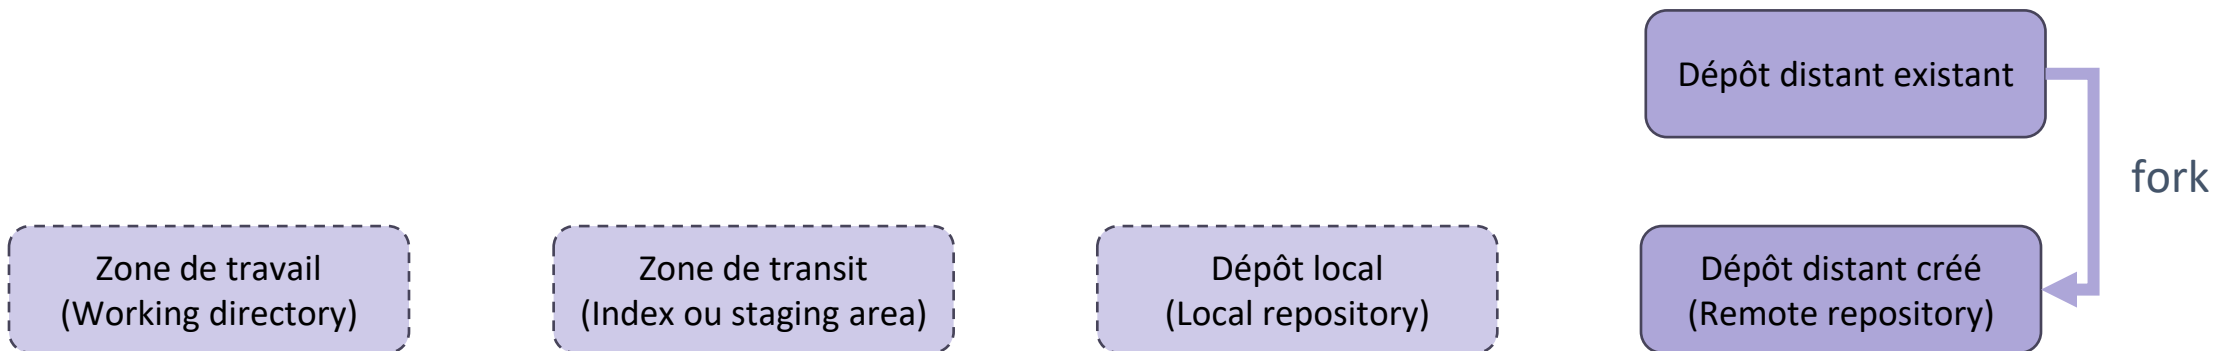 Dépôt distant existant
fork
Zone de travail
(Working directory)
Zone de transit
(Index ou staging area)
Dépôt local
(Local repository)
Dépôt distant créé
(Remote repository)